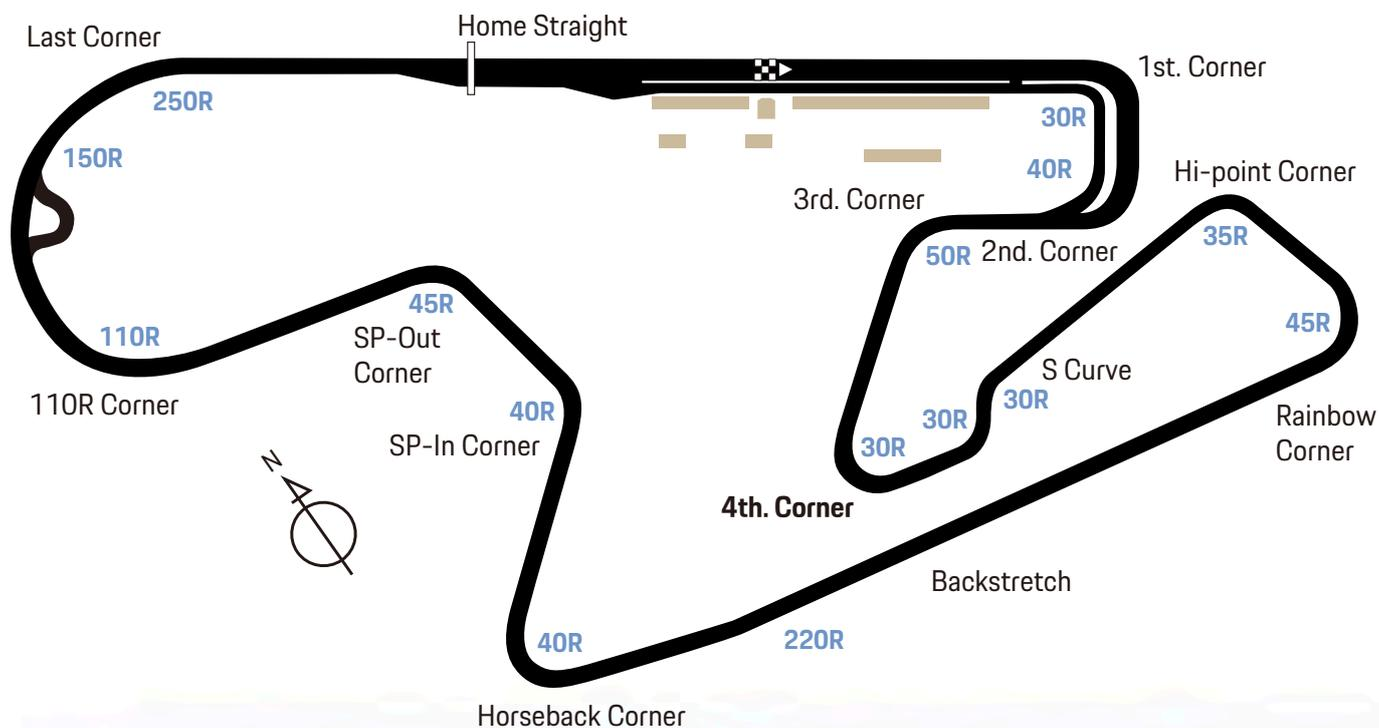 Home Straight
Last Corner
1st. Corner
250R
30R
150R
40R
Hi-point Corner
3rd. Corner
35R
50R
2nd. Corner
45R
45R
110R
SP-Out
Corner
S Curve
110R Corner
40R
30R
30R
Rainbow
Corner
SP-In Corner
30R
N
4th. Corner
Backstretch
40R
220R
Horseback Corner